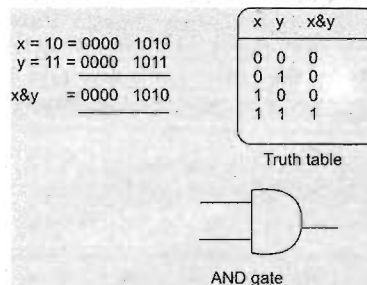 x = 10 = 0000 1010
y = 11 = 0000 1011
x&y = 0000 1010
x y x&y
0 0 0
0 1 0
1 0 0
1 1 1
Truth table
AND gate